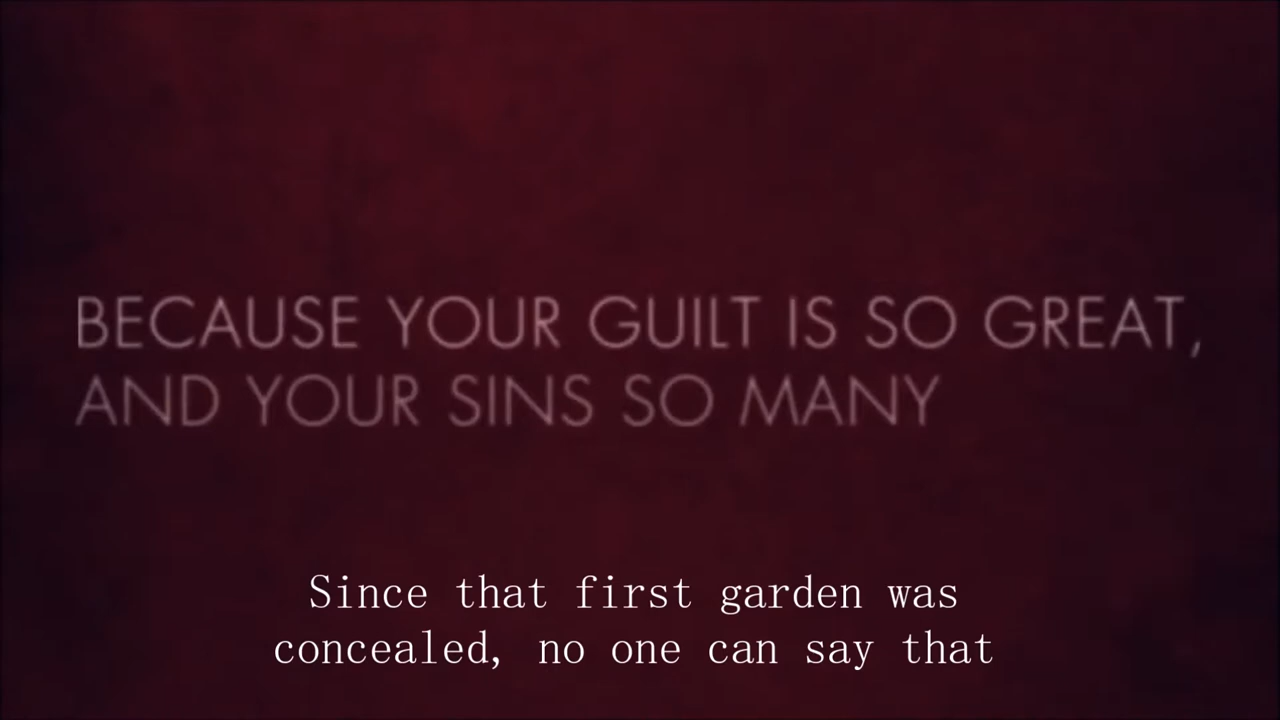 BECAUSE YOUR GUILT IS SO GREAT,
AND YOUR SINS SO MANY
Since that first garden was
concealed, no one can say that